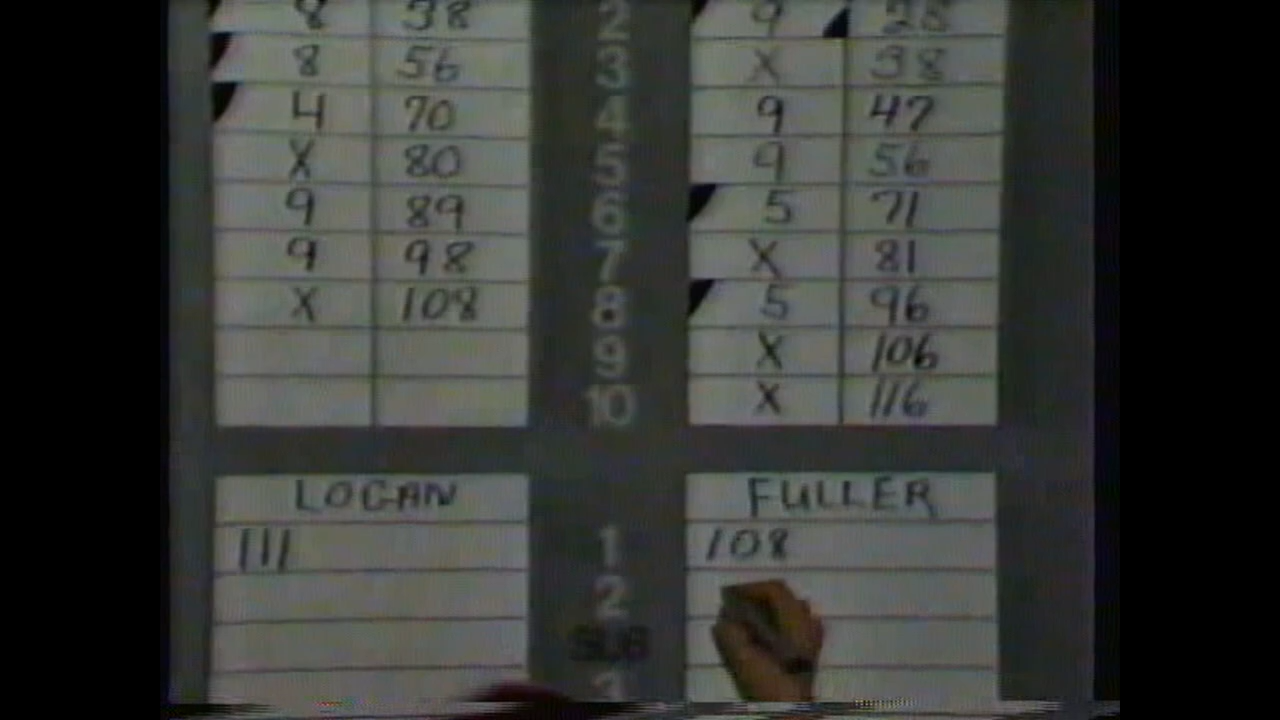 8 38 2 9 28
8 56 3 X 38
4 70 4 9 47
X 80 5 9 56
9 89 6 5 71
9 98 7 X 81
X 108 8 5 96
9 X 106
10 X 116
LOGAN FULLER
111 1 108
2
SUB
3